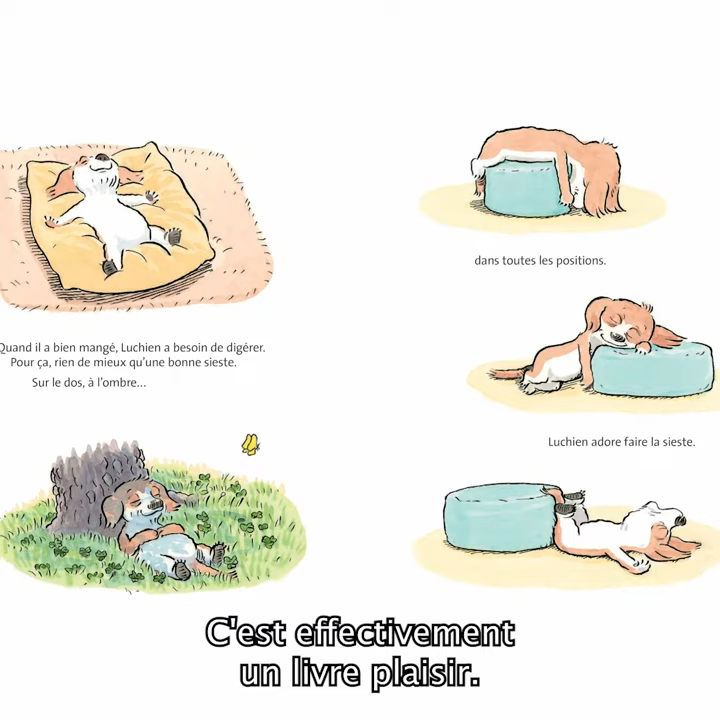 Quand il a bien mangé, Luchien a besoin de digérer.
Pour ça, rien de mieux qu'une bonne sieste.
Sur le dos, à l'ombre...
dans toutes les positions.
Luchien adore faire la sieste.
C'est effectivement
un livre plaisir.